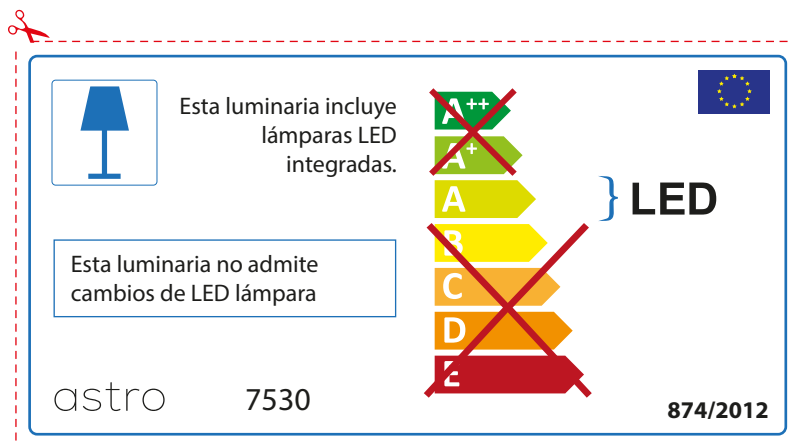 Esta luminaria incluye
lámparas LED
integradas.
A++
A+
A
B
C
D
E
LED
Esta luminaria no admite
cambios de LED lámpara
astro
7530
874/2012